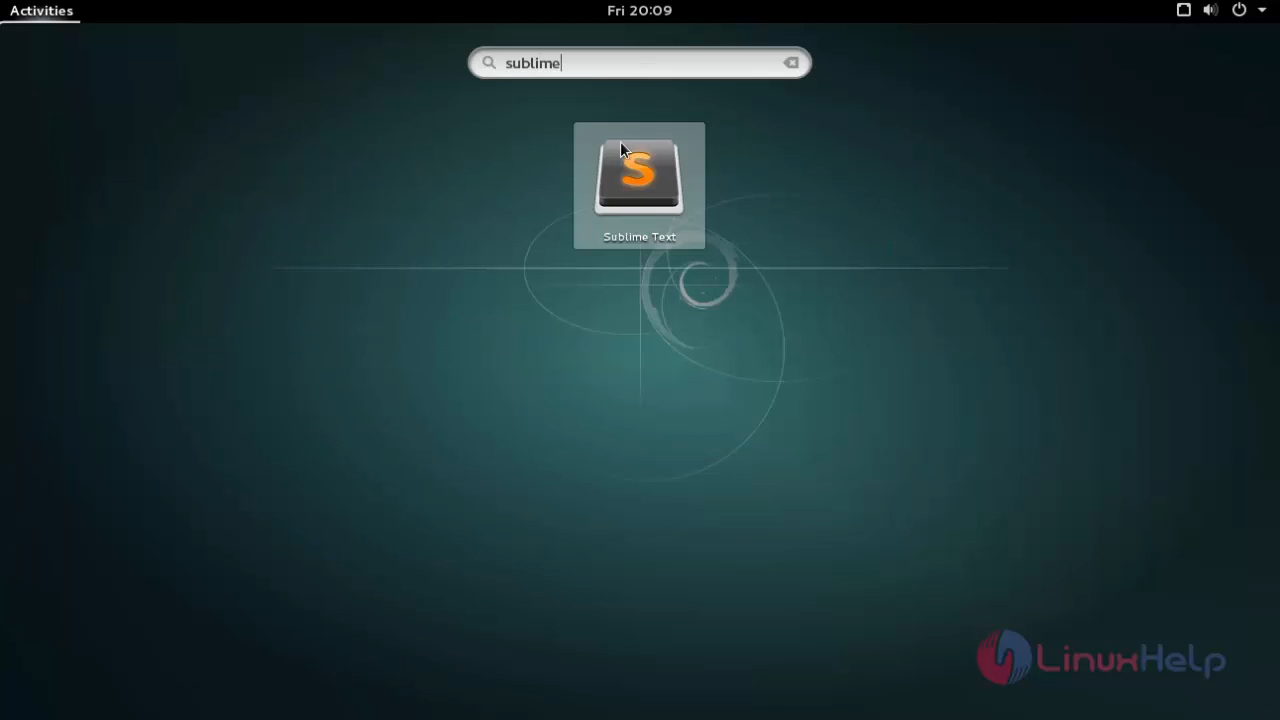 Activities
Fri 20:09
sublime
Sublime Text
LinuxHelp